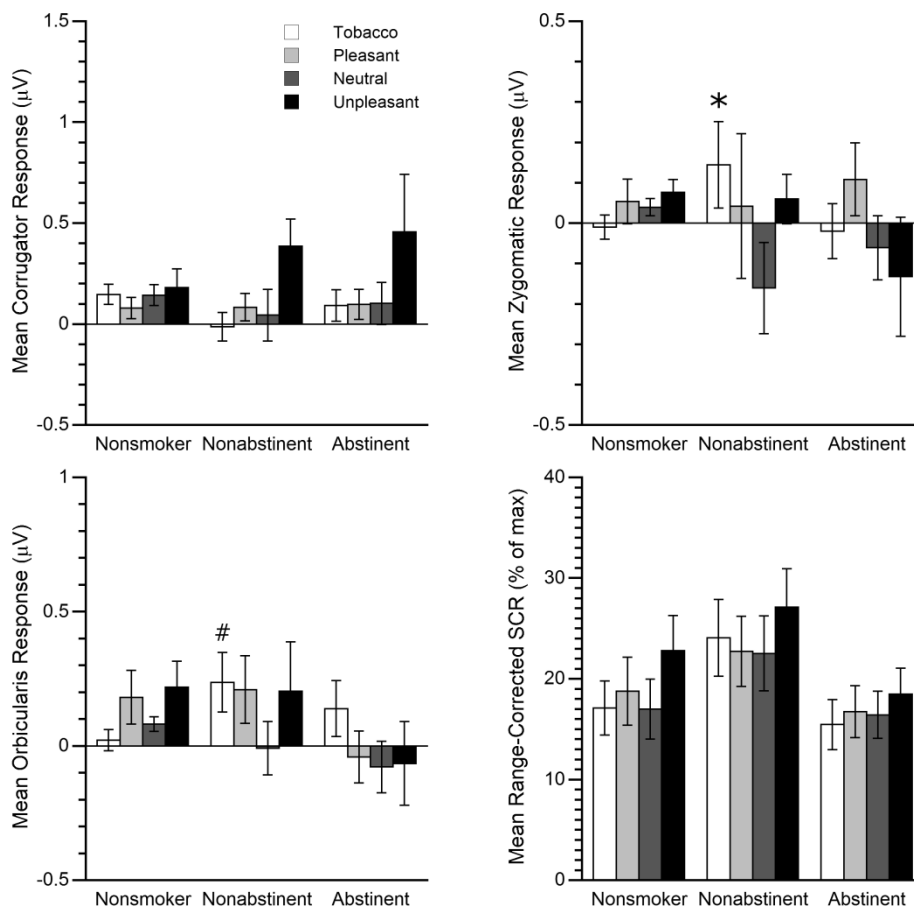 Mean Corrugator Response (µV)
1.5
1
0.5
0
-0.5
Tobacco
Pleasant
Neutral
Unpleasant
Nonsmoker Nonabstinent Abstinent
Mean Zygomatic Response (µV)
0.5
0
-0.5
*
Nonsmoker Nonabstinent Abstinent
Mean Orbicularis Response (µV)
1
0.5
0
-0.5
#
Nonsmoker Nonabstinent Abstinent
Mean Range-Corrected SCR (% of max)
40
30
20
10
0
Nonsmoker Nonabstinent Abstinent